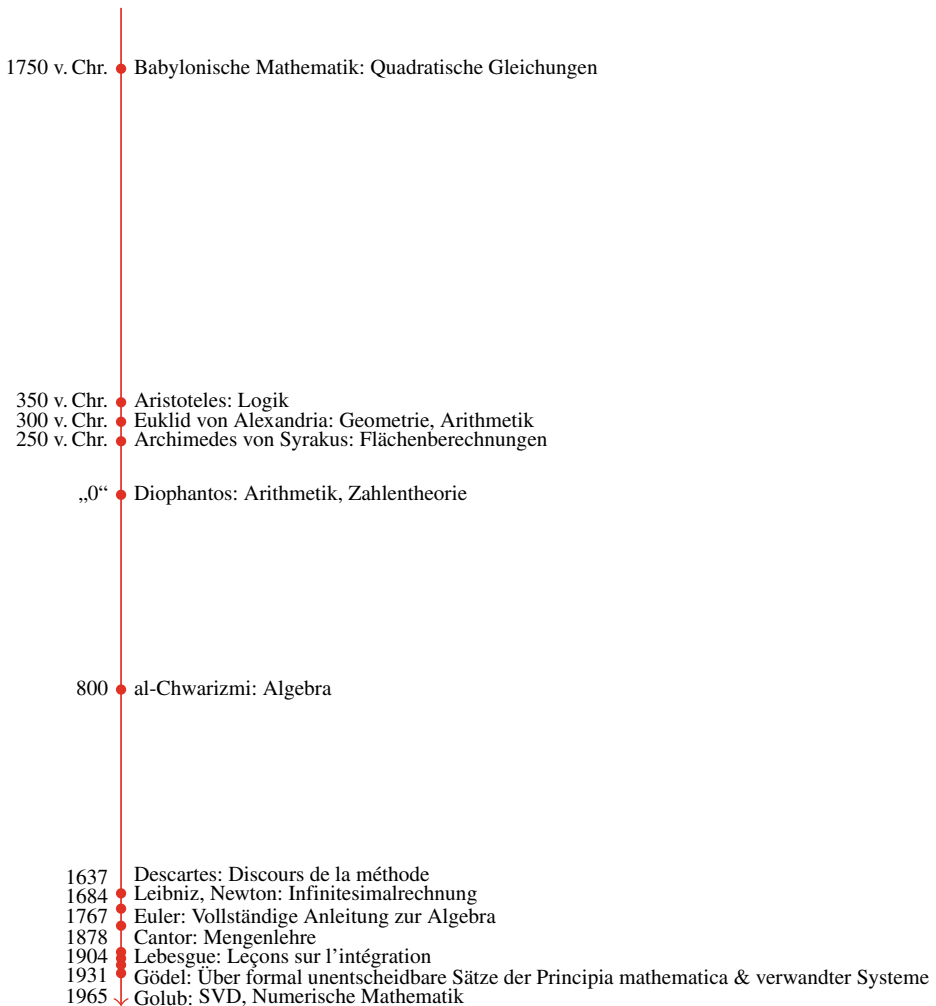 1750 v. Chr. Babylonische Mathematik: Quadratische Gleichungen
350 v. Chr. Aristoteles: Logik
300 v. Chr. Euklid von Alexandria: Geometrie, Arithmetik
250 v. Chr. Archimedes von Syrakus: Flächenberechnungen
„0“ Diophantos: Arithmetik, Zahlentheorie
800 al-Chwarizmi: Algebra
1637 Descartes: Discours de la méthode
1684 Leibniz, Newton: Infinitesimalrechnung
1767 Euler: Vollständige Anleitung zur Algebra
1878 Cantor: Mengenlehre
1904 Lebesgue: Leçons sur l’intégration
1931 Gödel: Über formal unentscheidbare Sätze der Principia mathematica & verwandter Systeme
1965 Golub: SVD, Numerische Mathematik